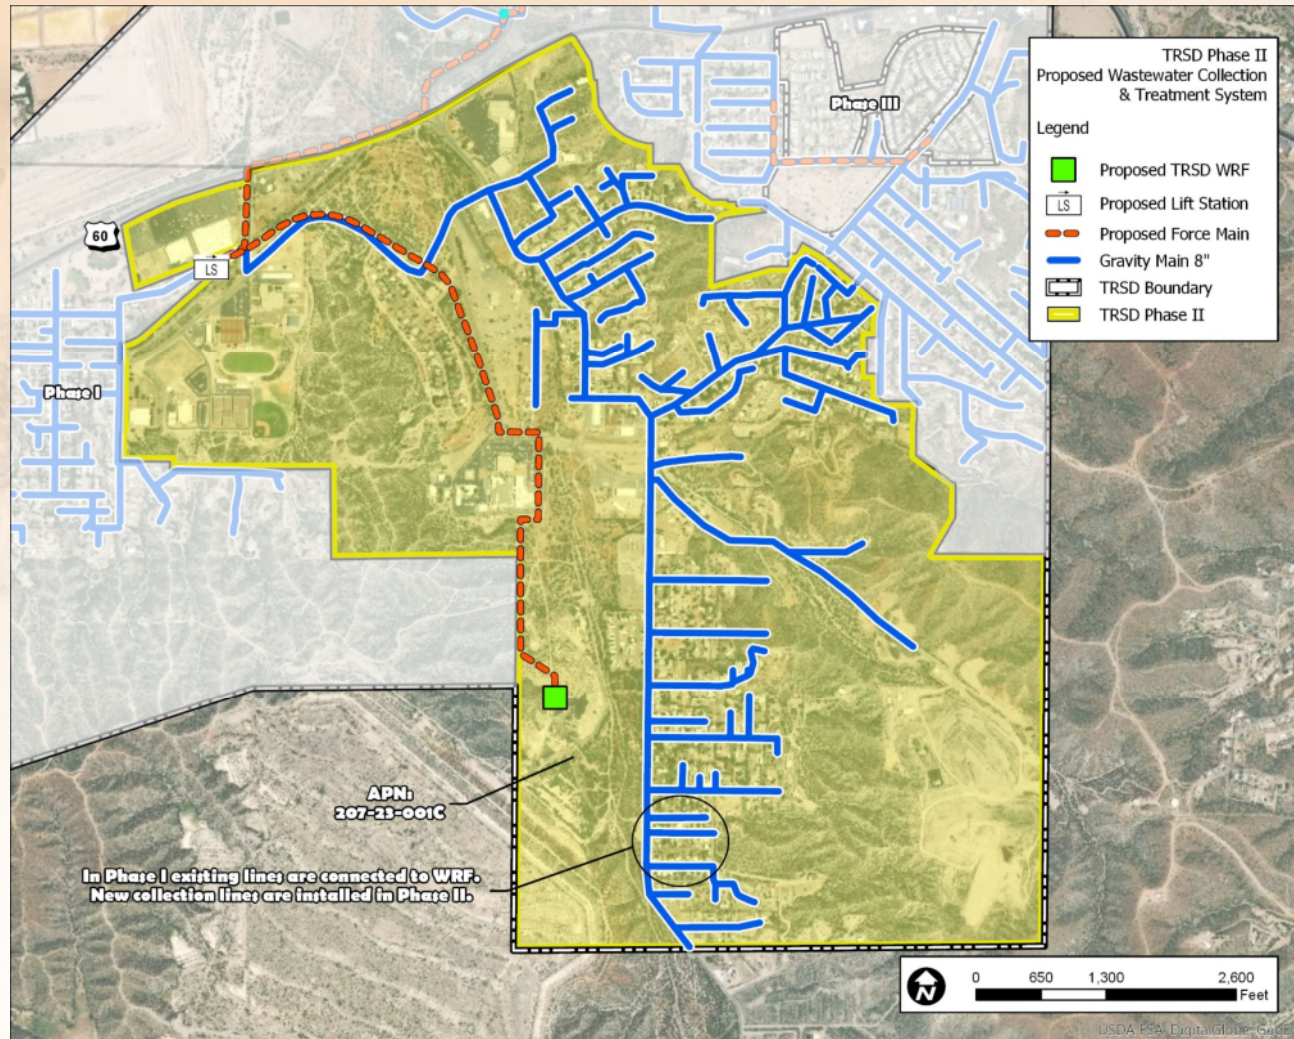 TRSD Phase II
Proposed Wastewater Collection
& Treatment System
Legend
Proposed TRSD WRF
LS
Proposed Lift Station
Proposed Force Main
Gravity Main 8"
TRSD Boundary
TRSD Phase II
Phase III
60
LS
Phase I
APN:
207-23-001C
In Phase I existing lines are connected to WRF.
New collection lines are installed in Phase II.
N
0 650 1,300 2,600
Feet
USDA FSA, DigitalGlobe, GeoE